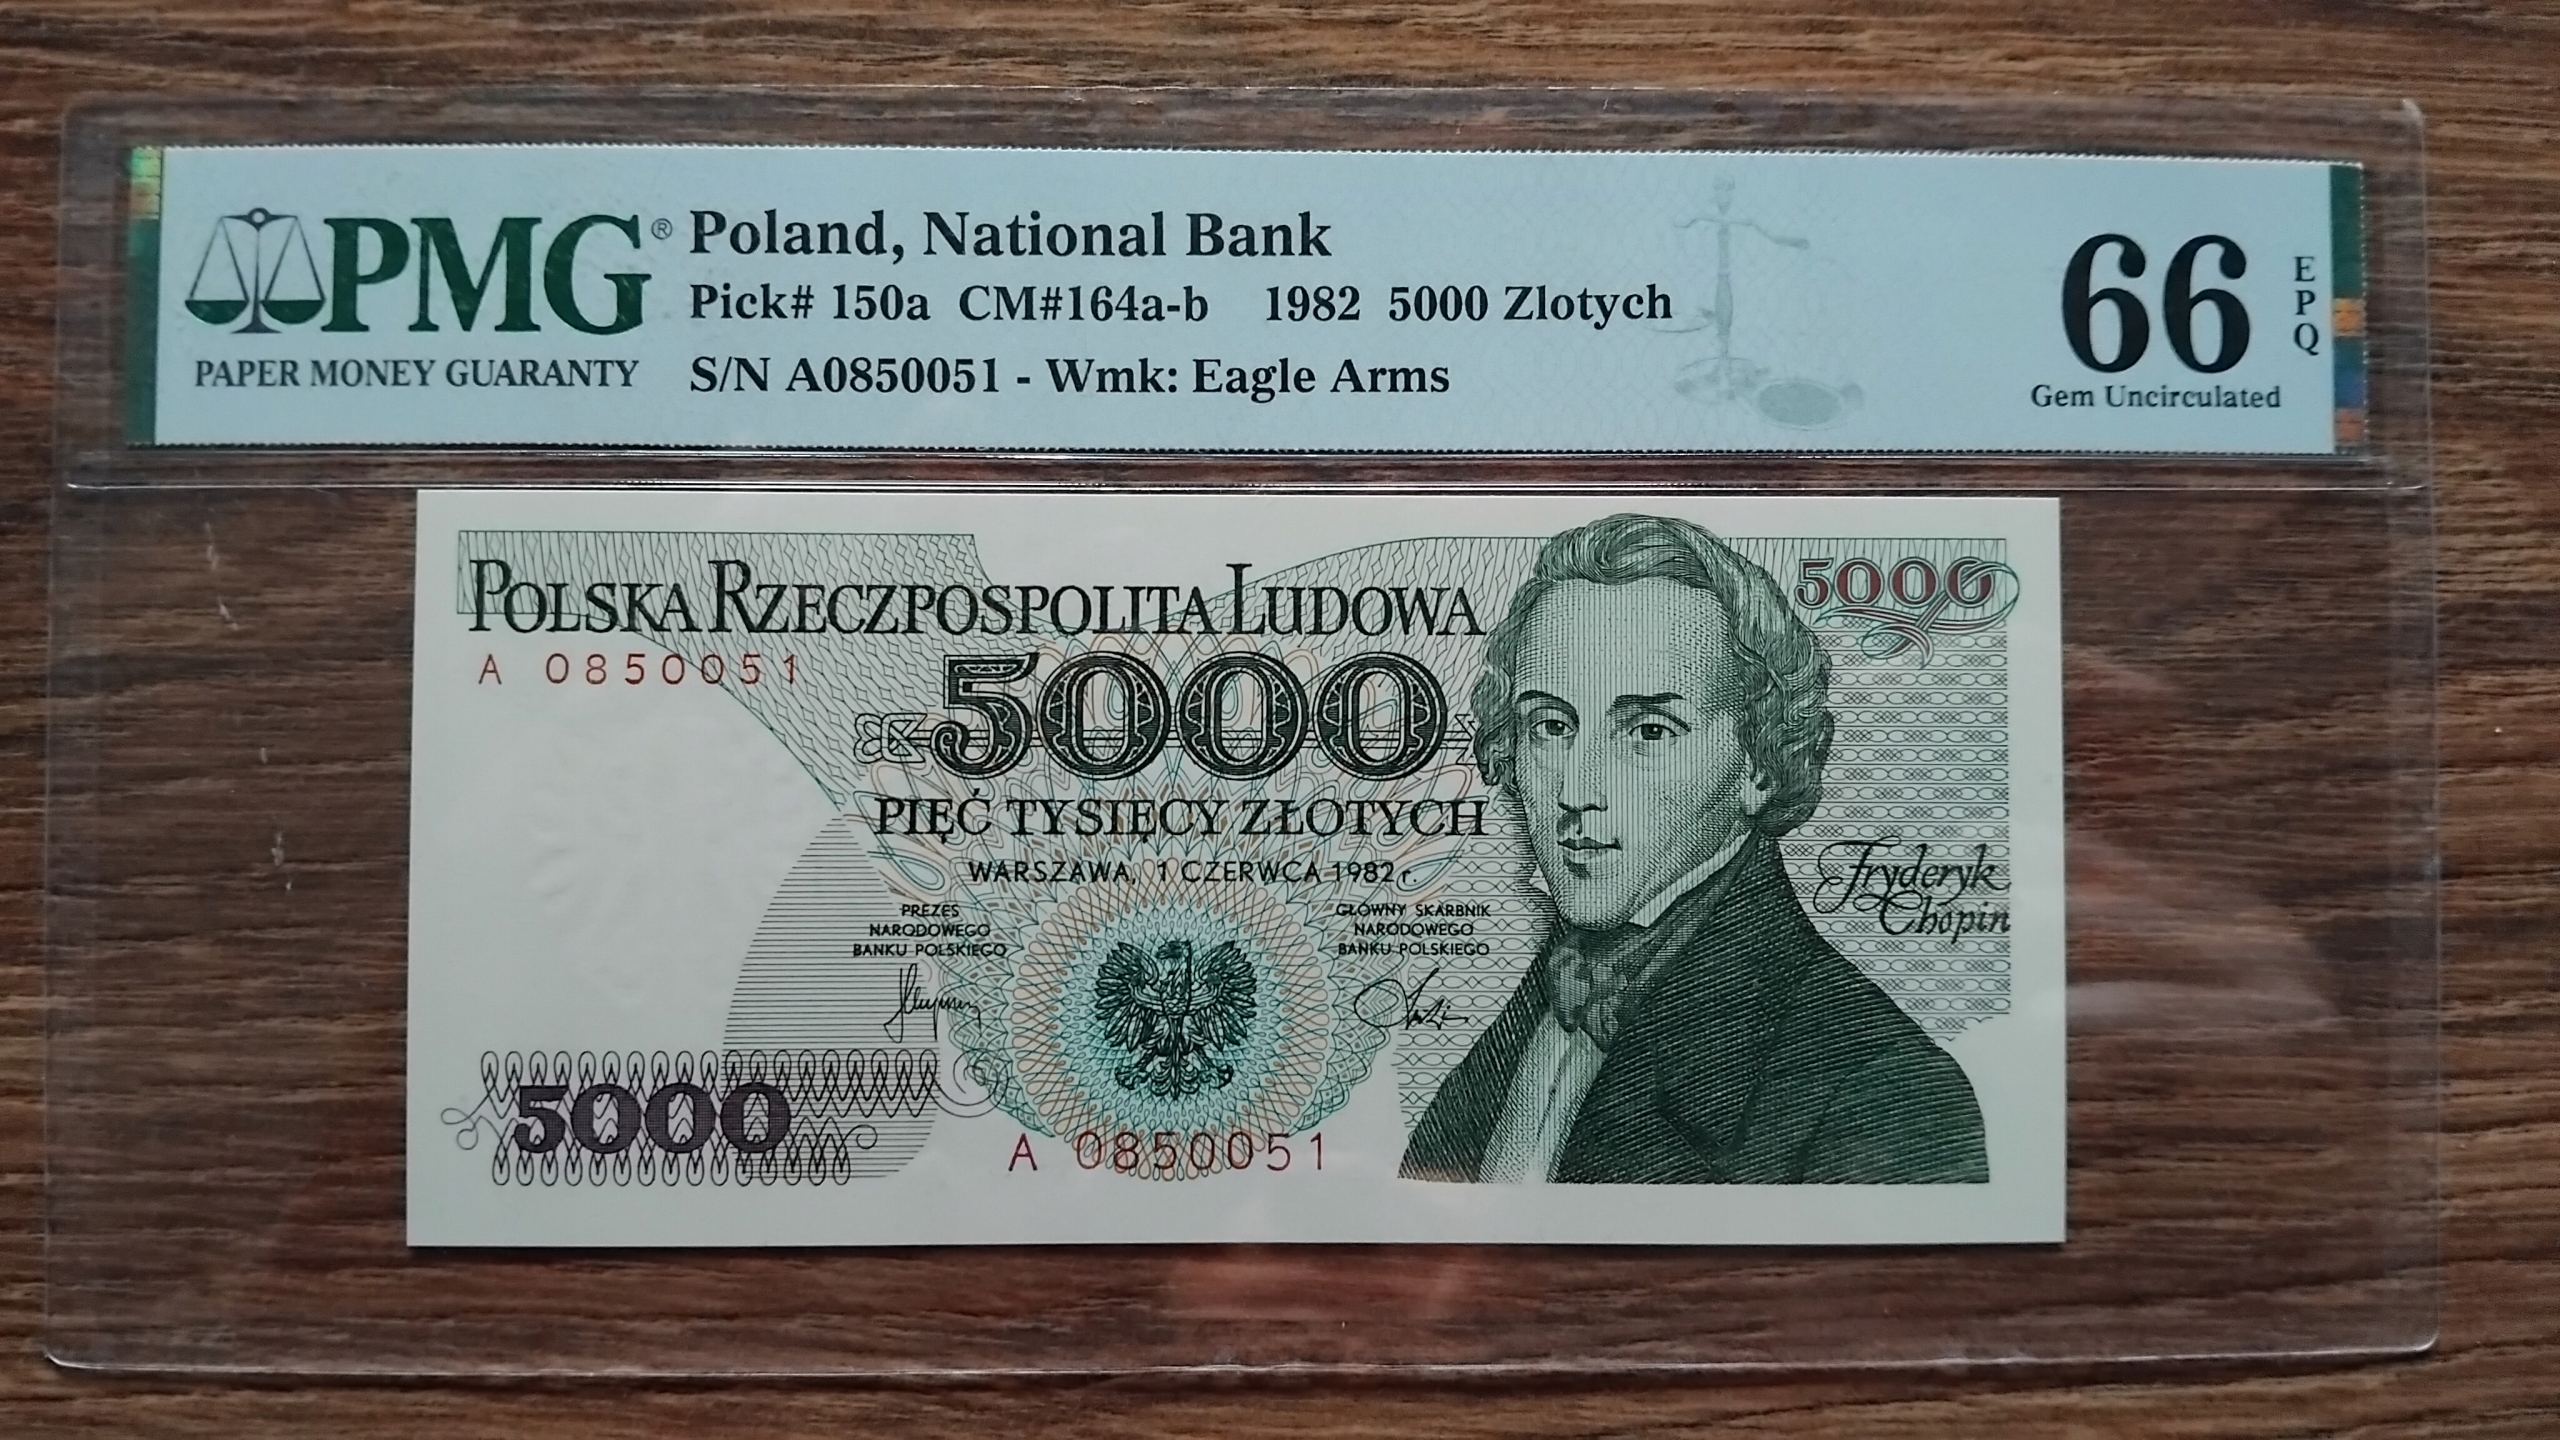 PMG®
PAPER MONEY GUARANTY
Poland, National Bank
Pick# 150a CM#164a-b 1982 5000 Zlotych
S/N A0850051 - Wmk: Eagle Arms
66
EPQ
Gem Uncirculated
POLSKA RZECZPOSPOLITA LUDOWA
5000
A 0850051
5000
PIĘĆ TYSIĘCY ZŁOTYCH
WARSZAWA, 1 CZERWCA 1982 r.
PREZES
NARODOWEGO
BANKU POLSKIEGO
GŁÓWNY SKARBNIK
NARODOWEGO
BANKU POLSKIEGO
Fryderyk
Chopin
5000
A 0850051